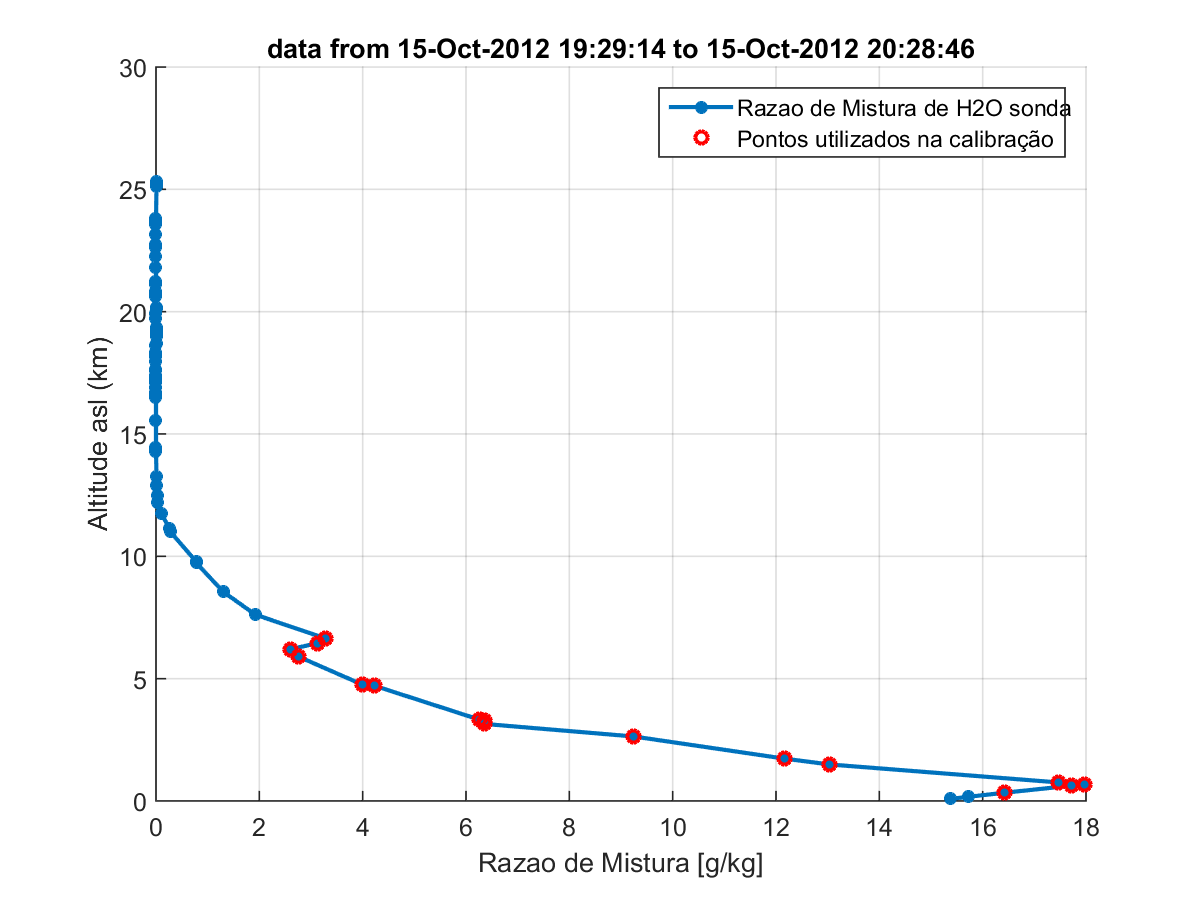 data from 15-Oct-2012 19:29:14 to 15-Oct-2012 20:28:46
30
Razao de Mistura de H2O sonda
Pontos utilizados na calibração
25
20
15
10
5
0
Altitude asl (km)
0 2 4 6 8 10 12 14 16 18
Razao de Mistura [g/kg]